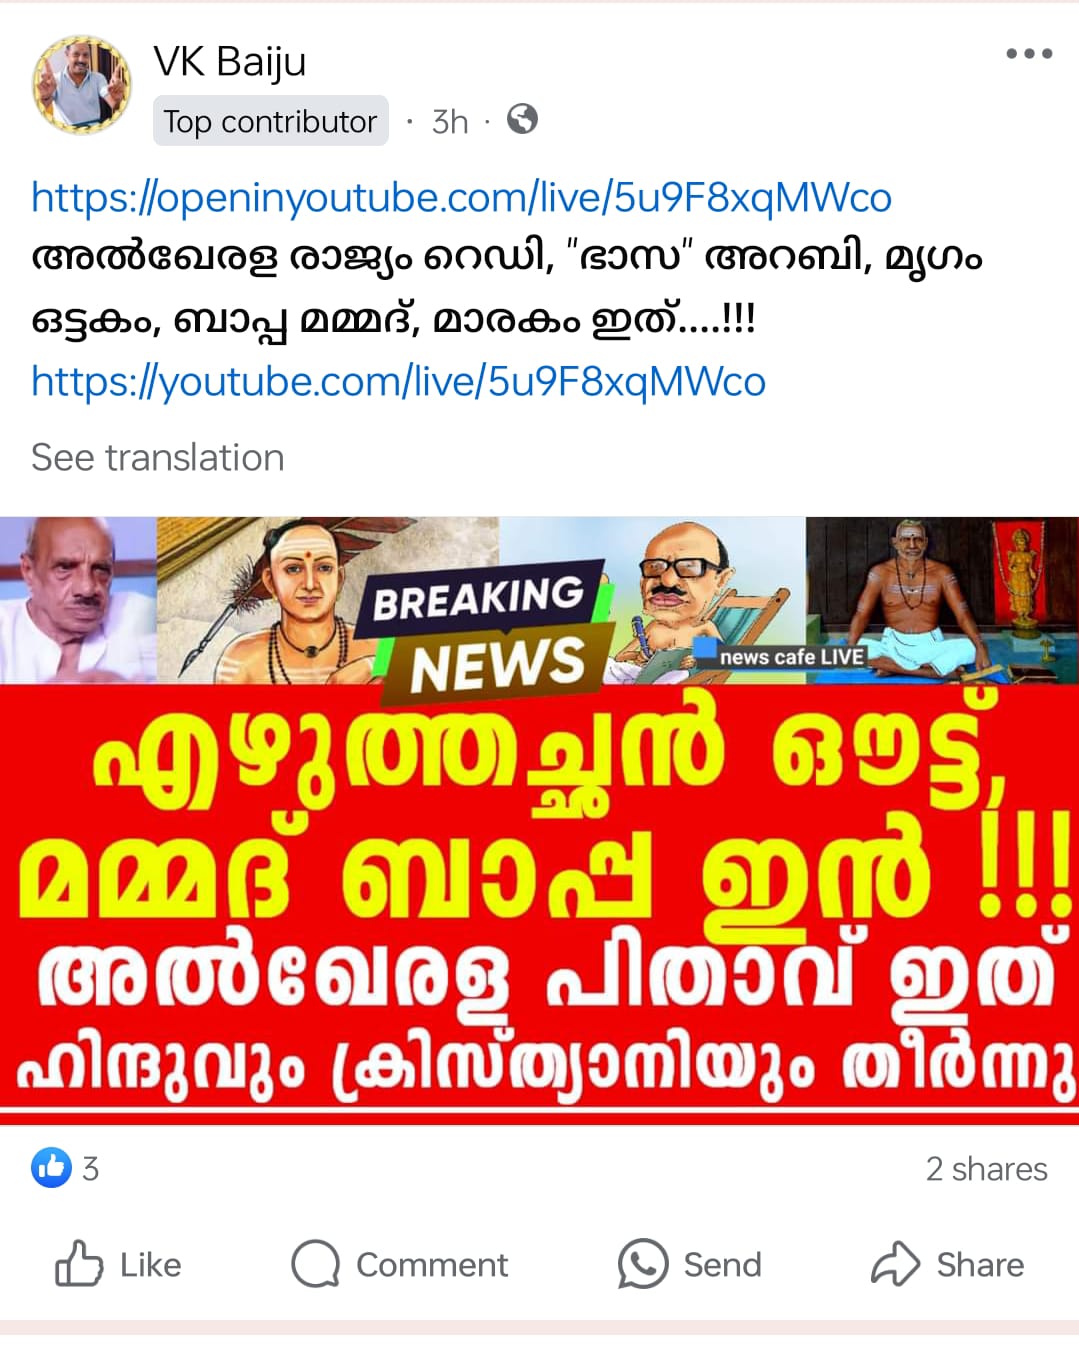 VK Baiju
Top contributor · 3h ·
https://openinyoutube.com/live/5u9F8xqMWco
അൽഖേരള രാജ്യം റെഡി, "ഭാസ" അറബി, മൃഗം
ഒട്ടകം, ബാപ്പ മമ്മദ്, മാരകം ഇത്....!!!
https://youtube.com/live/5u9F8xqMWco
See translation
BREAKING
NEWS
news cafe LIVE
എഴുത്തച്ഛൻ ഔട്ട്,
മമ്മദ് ബാപ്പ ഇൻ !!!
അൽഖേരള പിതാവ് ഇത്
ഹിന്ദുവും ക്രിസ്ത്യാനിയും തീർന്നു
3
2 shares
Like
Comment
Send
Share